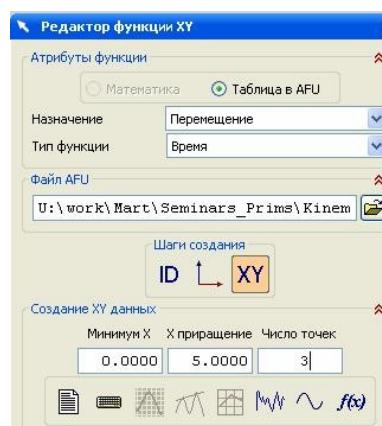 Редактор функции XY
Атрибуты функции
Математика Таблица в AFU
Назначение Перемещение
Тип функции Время
Файл AFU
U:\work\Mart\Seminars_Prims\Kinem
Шаги создания
ID XY
Создание XY данных
Минимум X X приращение Число точек
0.0000 5.0000 3
f(x)